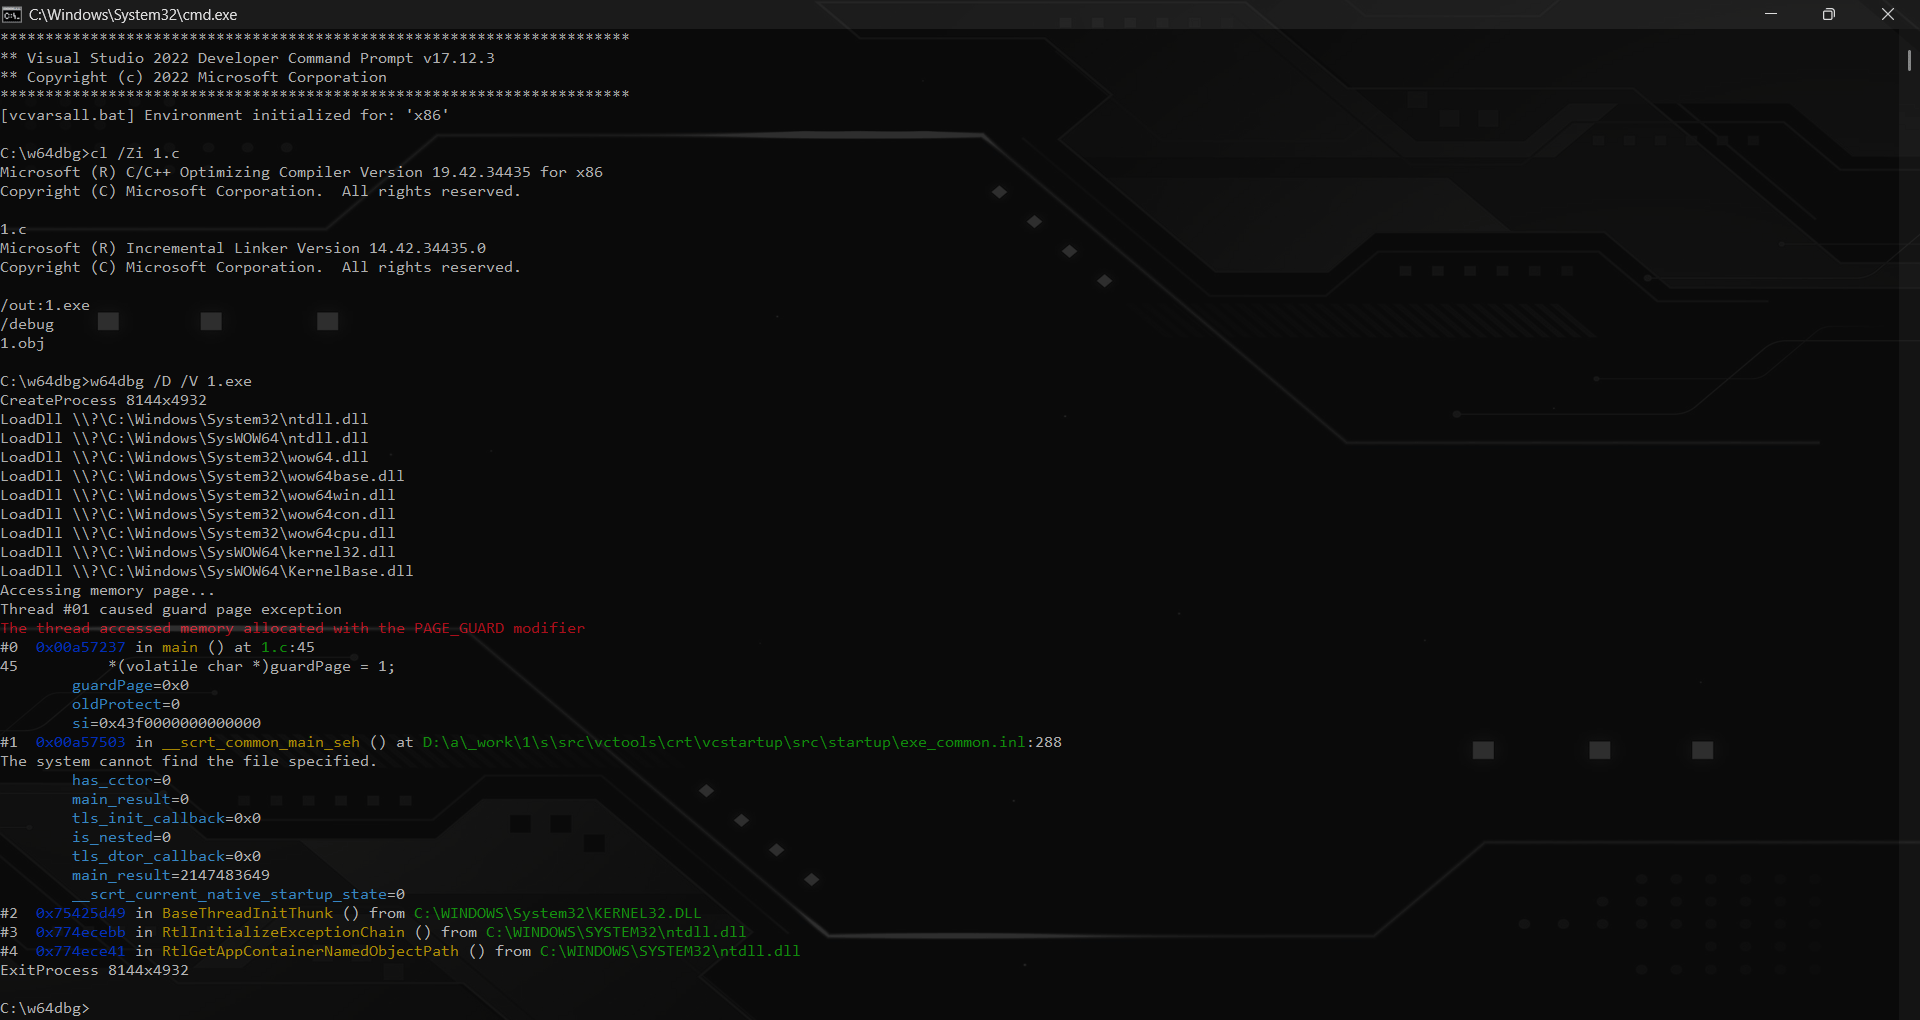 C:\Windows\System32\cmd.exe
**********************************************************************
** Visual Studio 2022 Developer Command Prompt v17.12.3
** Copyright (c) 2022 Microsoft Corporation
**********************************************************************
[vcvarsall.bat] Environment initialized for: 'x86'
C:\w64dbg>cl /Zi 1.c
Microsoft (R) C/C++ Optimizing Compiler Version 19.42.34435 for x86
Copyright (C) Microsoft Corporation.  All rights reserved.
1.c
Microsoft (R) Incremental Linker Version 14.42.34435.0
Copyright (C) Microsoft Corporation.  All rights reserved.
/out:1.exe
/debug
1.obj
C:\w64dbg>w64dbg /D /V 1.exe
CreateProcess 8144x4932
LoadDll \\?\C:\Windows\System32\ntdll.dll
LoadDll \\?\C:\Windows\SysWOW64\ntdll.dll
LoadDll \\?\C:\Windows\System32\wow64.dll
LoadDll \\?\C:\Windows\System32\wow64base.dll
LoadDll \\?\C:\Windows\System32\wow64win.dll
LoadDll \\?\C:\Windows\System32\wow64con.dll
LoadDll \\?\C:\Windows\System32\wow64cpu.dll
LoadDll \\?\C:\Windows\SysWOW64\kernel32.dll
LoadDll \\?\C:\Windows\SysWOW64\KernelBase.dll
Accessing memory page...
Thread #01 caused guard page exception
The thread accessed memory allocated with the PAGE_GUARD modifier
#0  0x00a57237 in main () at 1.c:45
45          *(volatile char *)guardPage = 1;
        guardPage=0x0
        oldProtect=0
        si=0x43f0000000000000
#1  0x00a57503 in __scrt_common_main_seh () at D:\a\_work\1\s\src\vctools\crt\vcstartup\src\startup\exe_common.inl:288
The system cannot find the file specified.
        has_cctor=0
        main_result=0
        tls_init_callback=0x0
        is_nested=0
        tls_dtor_callback=0x0
        main_result=2147483649
        __scrt_current_native_startup_state=0
#2  0x75425d49 in BaseThreadInitThunk () from C:\WINDOWS\System32\KERNEL32.DLL
#3  0x774ecebb in RtlInitializeExceptionChain () from C:\WINDOWS\SYSTEM32\ntdll.dll
#4  0x774ece41 in RtlGetAppContainerNamedObjectPath () from C:\WINDOWS\SYSTEM32\ntdll.dll
ExitProcess 8144x4932
C:\w64dbg>